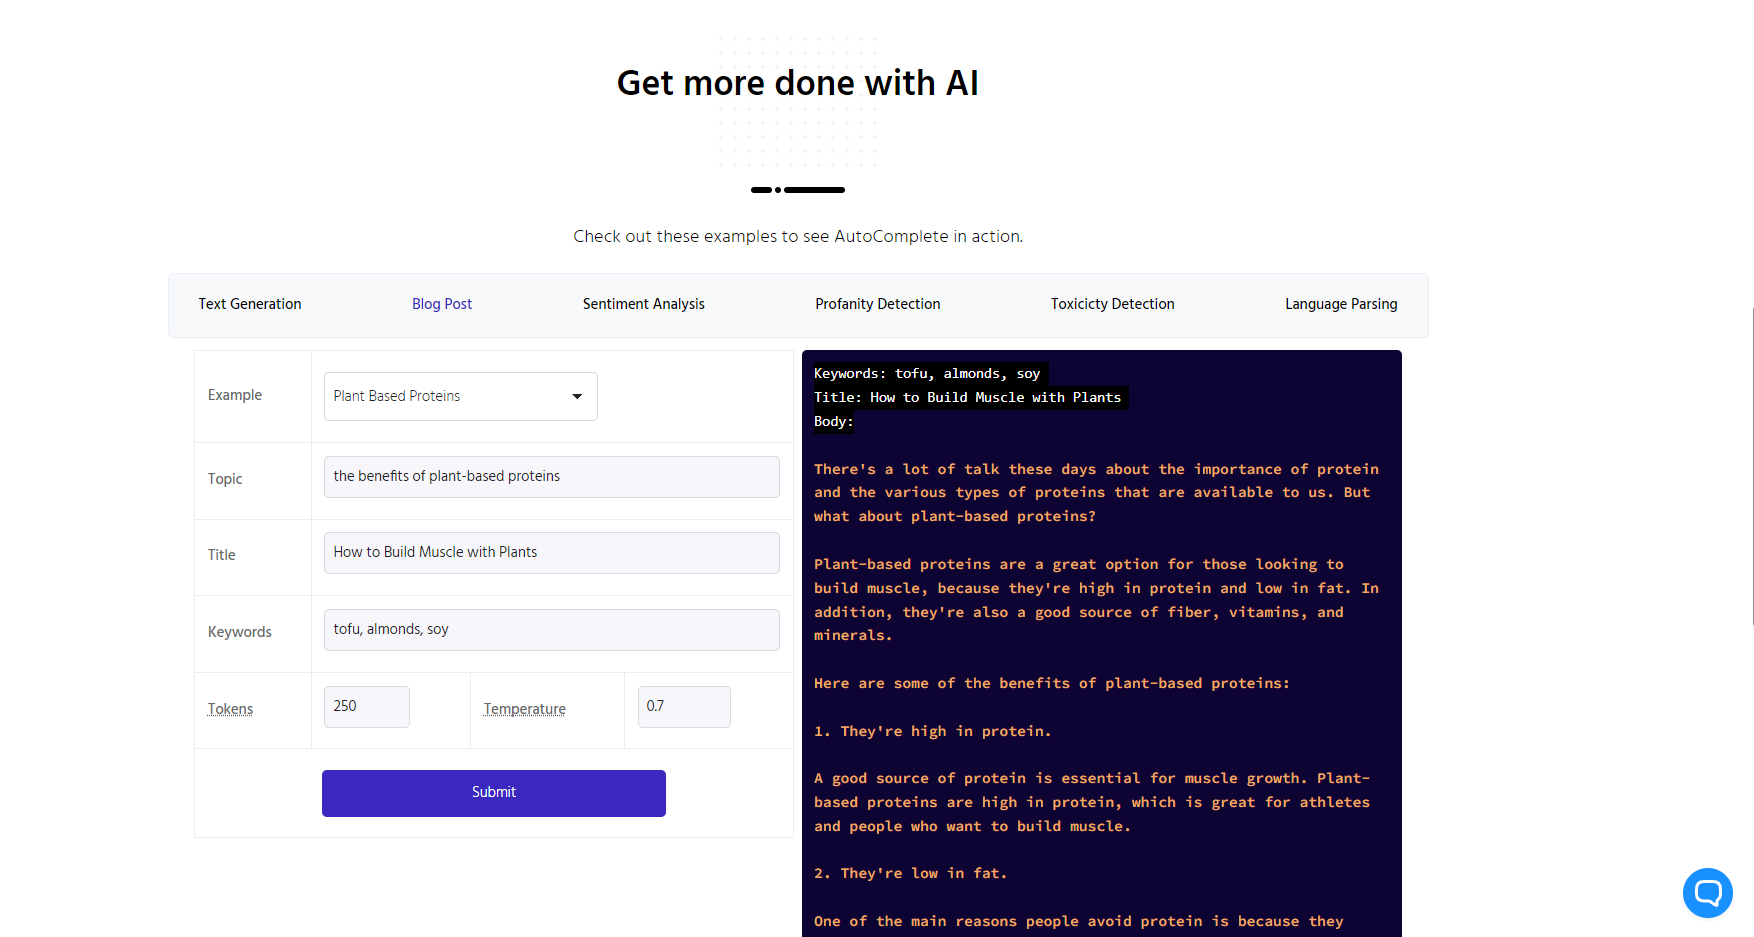 Get more done with AI
Check out these examples to see AutoComplete in action.
Text Generation
Blog Post
Sentiment Analysis
Profanity Detection
Toxicicty Detection
Language Parsing
Example
Plant Based Proteins
Topic
the benefits of plant-based proteins
Title
How to Build Muscle with Plants
Keywords
tofu, almonds, soy
Tokens
250
Temperature
0.7
Submit
Keywords: tofu, almonds, soy
Title: How to Build Muscle with Plants
Body:
There's a lot of talk these days about the importance of protein
and the various types of proteins that are available to us. But
what about plant-based proteins?
Plant-based proteins are a great option for those looking to
build muscle, because they're high in protein and low in fat. In
addition, they're also a good source of fiber, vitamins, and
minerals.
Here are some of the benefits of plant-based proteins:
1. They're high in protein.
A good source of protein is essential for muscle growth. Plant-
based proteins are high in protein, which is great for athletes
and people who want to build muscle.
2. They're low in fat.
One of the main reasons people avoid protein is because they